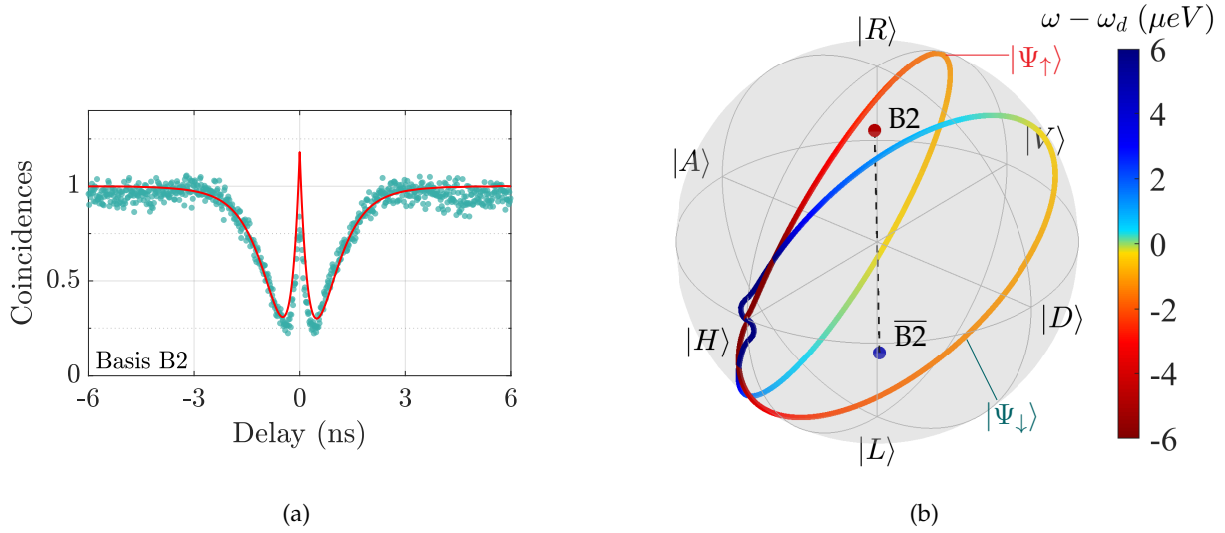 Coincidences
1
0.5
0
Basis B2
-6 -3 0 3 6
Delay (ns)
(a)
ω − ω_d (μeV)
|R⟩
|Ψ↑⟩
B2
|V⟩
|A⟩
|H⟩
|D⟩
B2̅
|Ψ↓⟩
|L⟩
6
4
2
0
-2
-4
-6
(b)